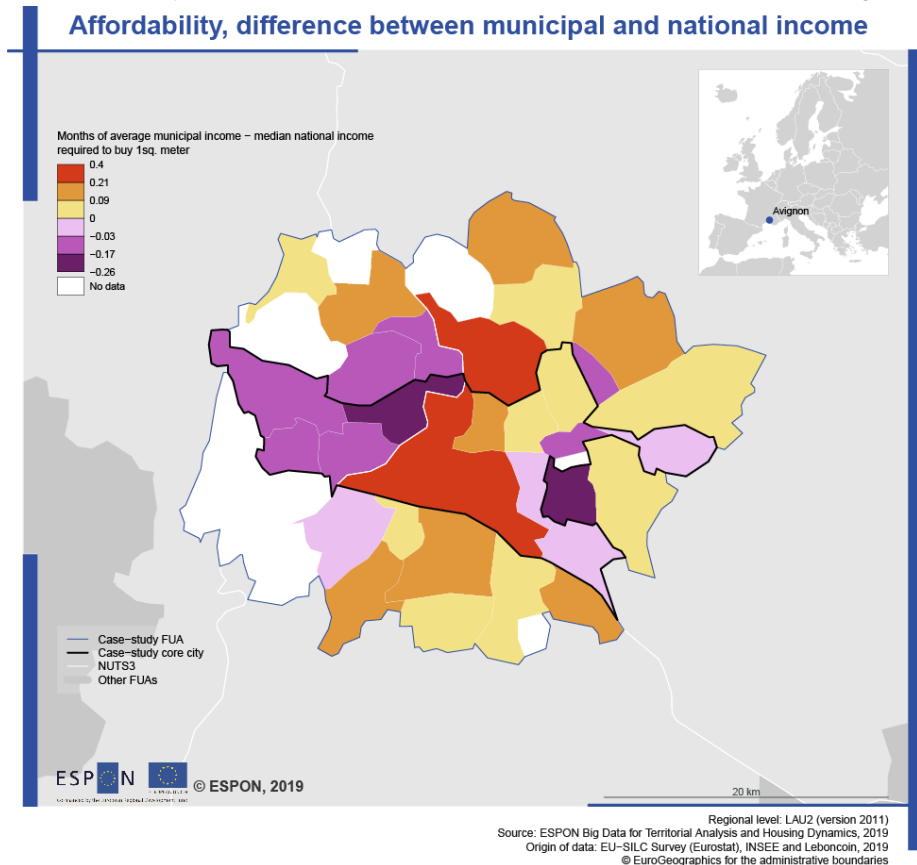 Affordability, difference between municipal and national income
Months of average municipal income − median national income
required to buy 1sq. meter
0.4
0.21
0.09
0
−0.03
−0.17
−0.26
No data
Avignon
Case−study FUA
Case−study core city
NUTS3
Other FUAs
ESPON
© ESPON, 2019
20 km
Regional level: LAU2 (version 2011)
Source: ESPON Big Data for Territorial Analysis and Housing Dynamics, 2019
Origin of data: EU−SILC Survey (Eurostat), INSEE and Leboncoin, 2019
© EuroGeographics for the administrative boundaries